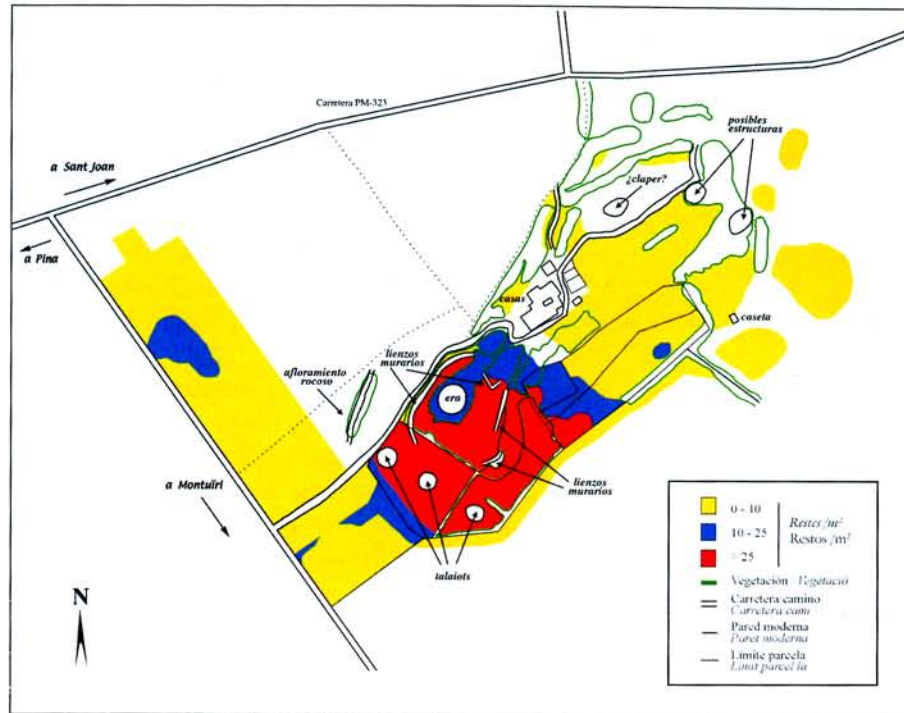 Carretera PM-323
posibles
estructuras
a Sant Joan
¿claper?
a Pina
casas
caseta
lienzos
murarios
afloramiento
rocoso
era
a Montuïri
lienzos
murarios
talaiots
N
0 - 10
10 - 25
25
Restes /m²
Restos /m²
Vegetación Vegetació
Carretera camino
Carretera camí
Pared moderna
Paret moderna
Límite parcela
Límit parcel·la